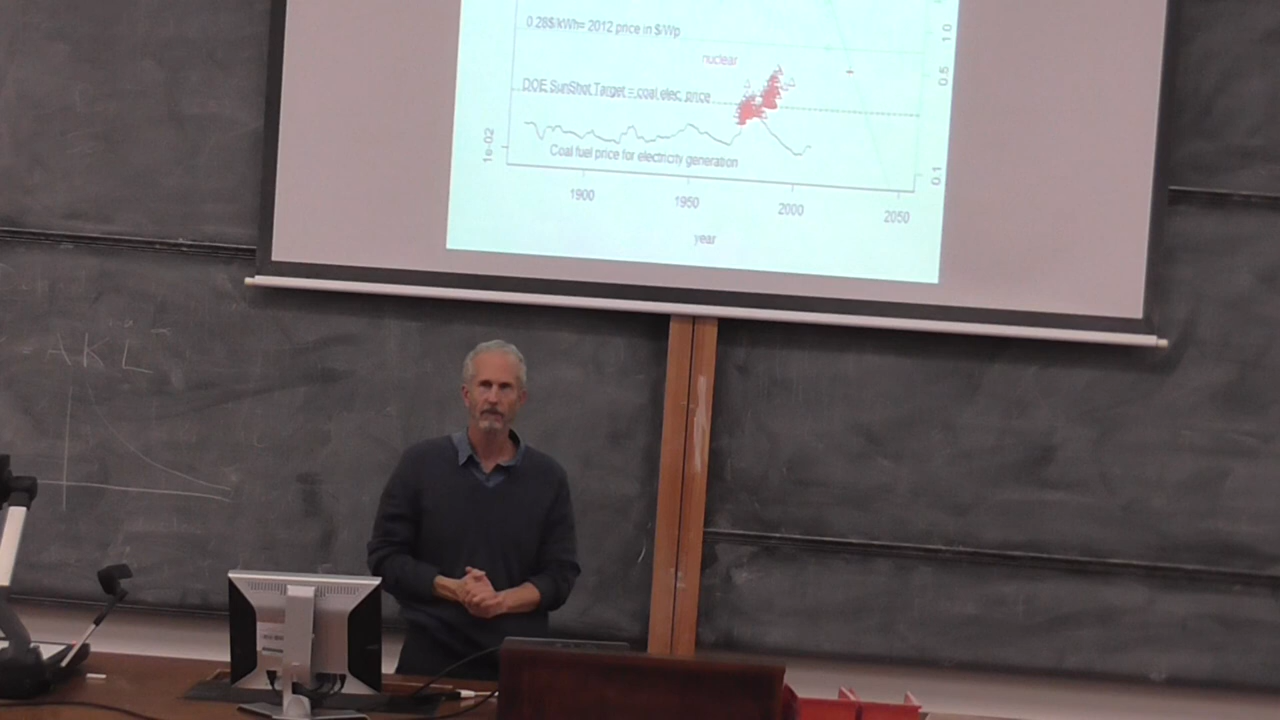 0.28$/kWh= 2012 price in $/Wp
nuclear
DOE SunShot Target = coal elec. price
Coal fuel price for electricity generation
1e-02
1.0
0.5
0.1
1900
1950
2000
2050
year
AKL